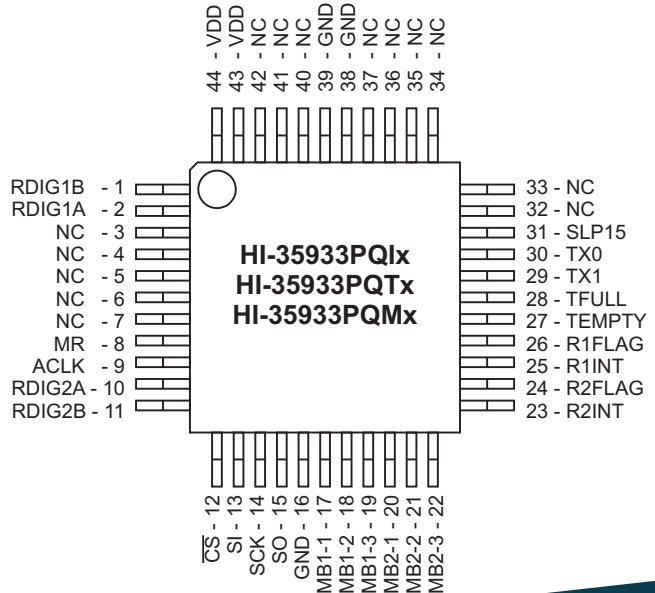 44 - VDD
43 - VDD
42 - NC
41 - NC
40 - NC
39 - GND
38 - GND
37 - NC
36 - NC
35 - NC
34 - NC
RDIG1B - 1
RDIG1A - 2
NC - 3
NC - 4
NC - 5
NC - 6
NC - 7
MR - 8
ACLK - 9
RDIG2A - 10
RDIG2B - 11
HI-35933PQIx
HI-35933PQTx
HI-35933PQMx
33 - NC
32 - NC
31 - SLP15
30 - TX0
29 - TX1
28 - TFULL
27 - TEMPTY
26 - R1FLAG
25 - R1INT
24 - R2FLAG
23 - R2INT
CS - 12
SI - 13
SCK - 14
SO - 15
GND - 16
MB1-1 - 17
MB1-2 - 18
MB1-3 - 19
MB2-1 - 20
MB2-2 - 21
MB2-3 - 22